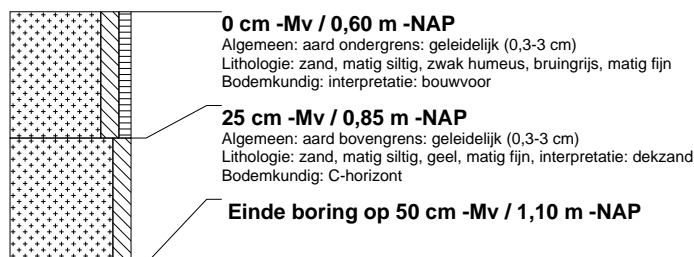 0 cm -Mv / 0,60 m -NAP
Algemeen: aard ondergrens: geleidelijk (0,3-3 cm)
Lithologie: zand, matig siltig, zwak humeus, bruingrijs, matig fijn
Bodemkundig: interpretatie: bouwvoor
25 cm -Mv / 0,85 m -NAP
Algemeen: aard bovengrens: geleidelijk (0,3-3 cm)
Lithologie: zand, matig siltig, geel, matig fijn, interpretatie: dekzand
Bodemkundig: C-horizont
Einde boring op 50 cm -Mv / 1,10 m -NAP